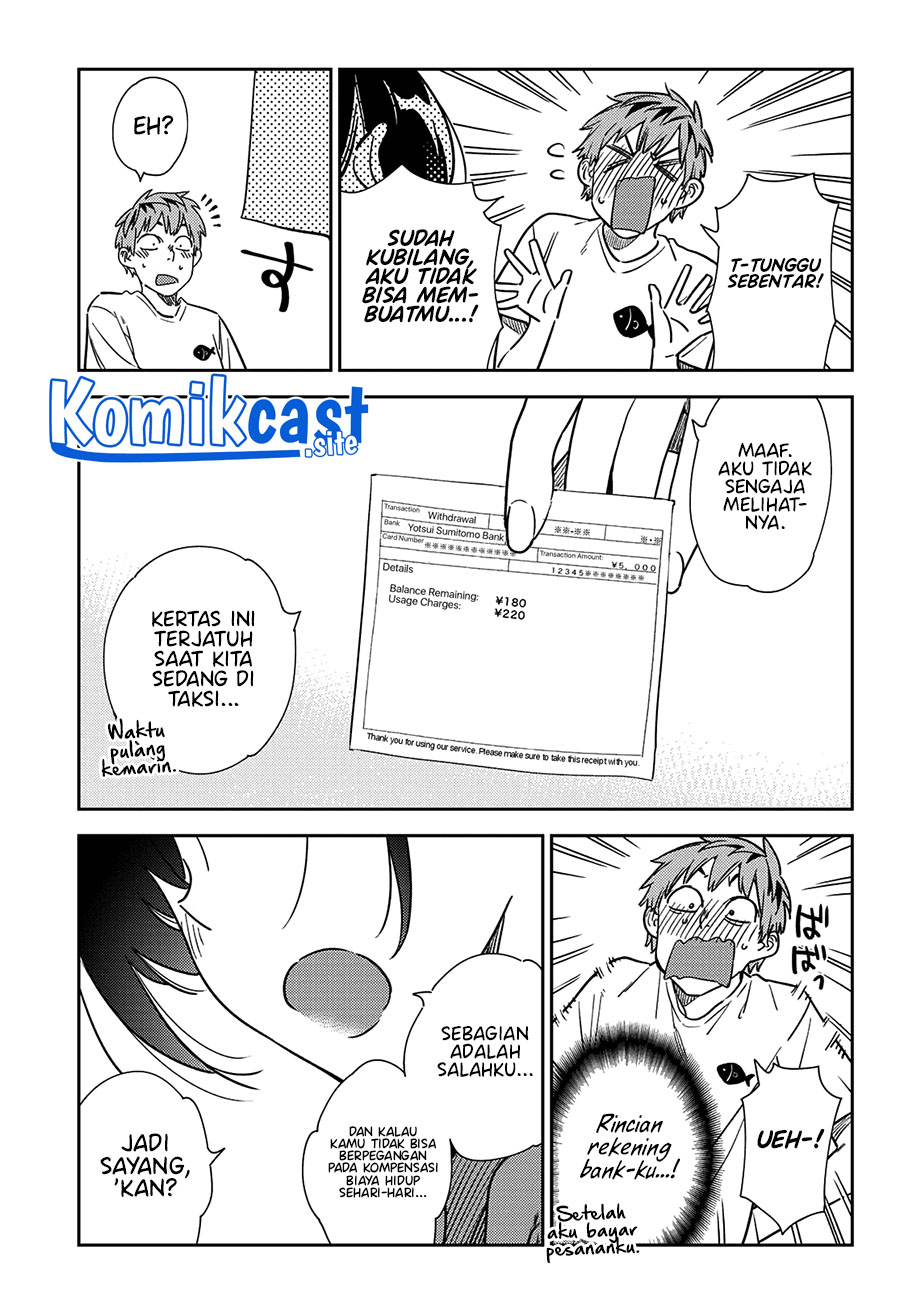 T-TUNGGU
SEBENTAR!
SUDAH
KUBILANG,
AKU TIDAK
BISA MEM-
BUATMU...!
EH?
す
Komikcast
.site
MAAF.
AKU TIDAK
SENGAJA
MELIHAT-
NYA.
Transaction Withdrawal ※※-※※ ※-
Bank Yotsui Sumitomo Bank
Card Number ※※※※※※※※※※※※ Transaction Amount: ¥5, 000
12345※※※※※※※※
Details
Balance Remaining: ¥180
Usage Charges: ¥220
Thank you for using our service. Please make sure to take this receipt with you.
KERTAS INI
TERJATUH
SAAT KITA
SEDANG DI
TAKSI...
Waktu
pulang
kemarin.
UEH-!
Rincian
rekening
bank-ku...!
Setelah
aku bayar
pesananku.
SEBAGIAN
ADALAH
SALAHKU...
DAN KALAU
KAMU TIDAK BISA
BERPEGANGAN
PADA KOMPENSASI
BIAYA HIDUP
SEHARI-HARI...
JADI
SAYANG,
'KAN?